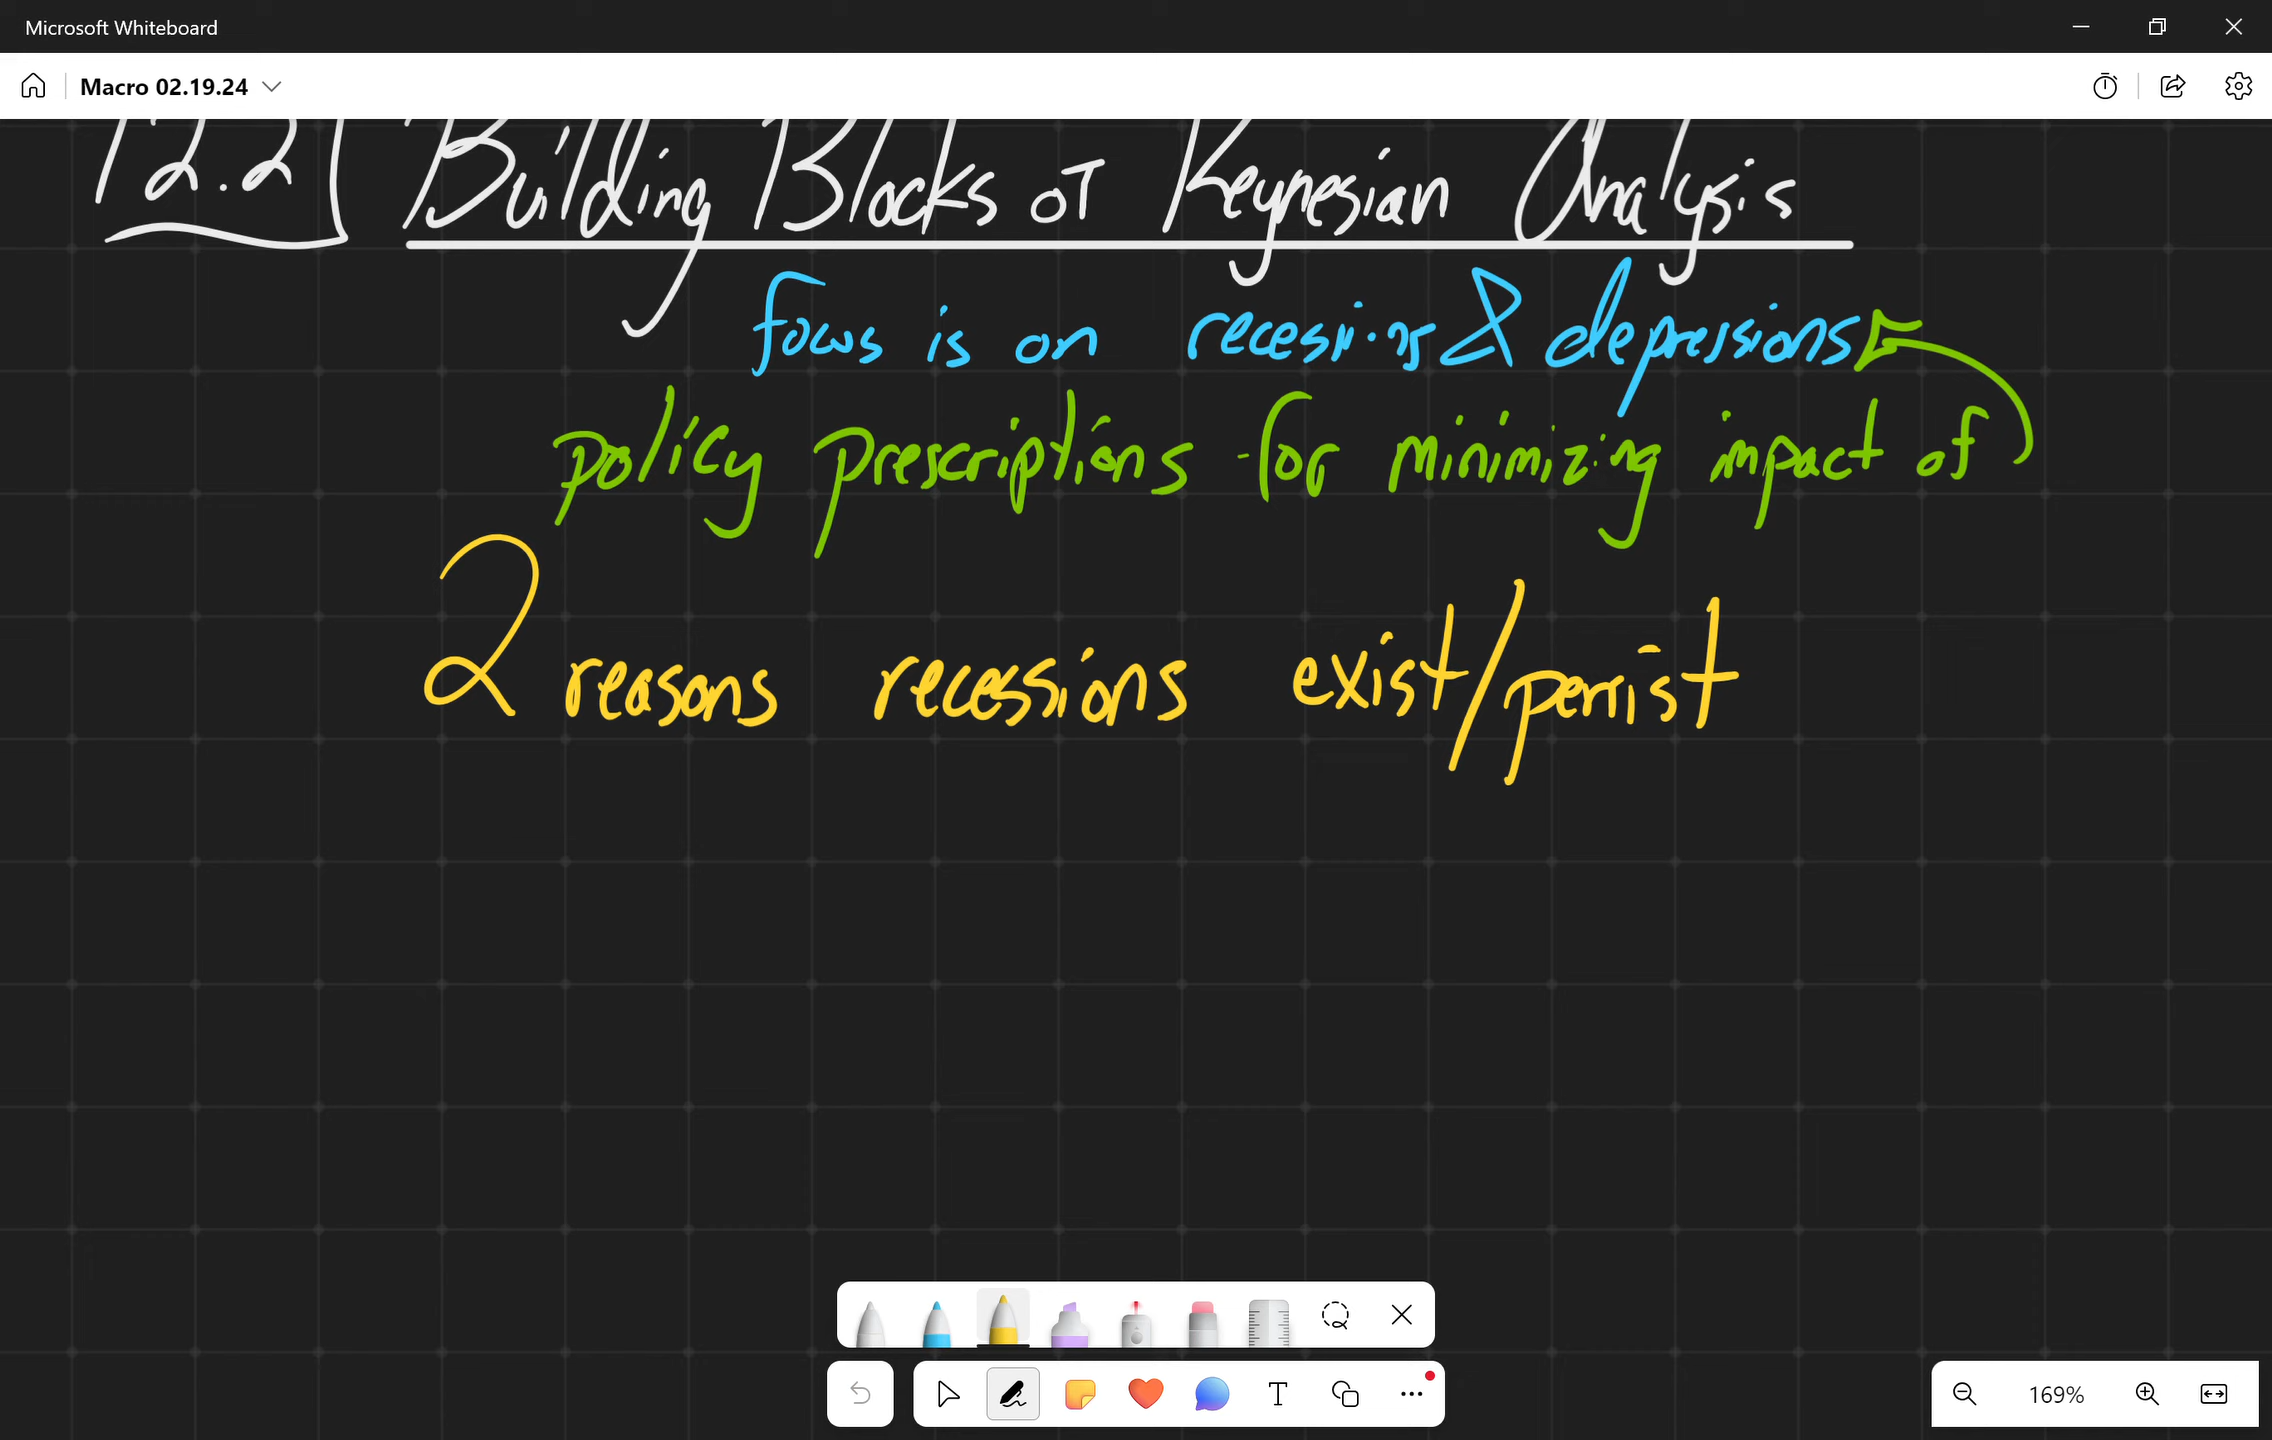 Microsoft Whiteboard
Macro 02.19.24
12.2 Building Blocks of Keynesian Analysis
focus is on recessions & depressions
policy prescriptions for minimizing impact of
2 reasons recessions exist/persist
T
169%